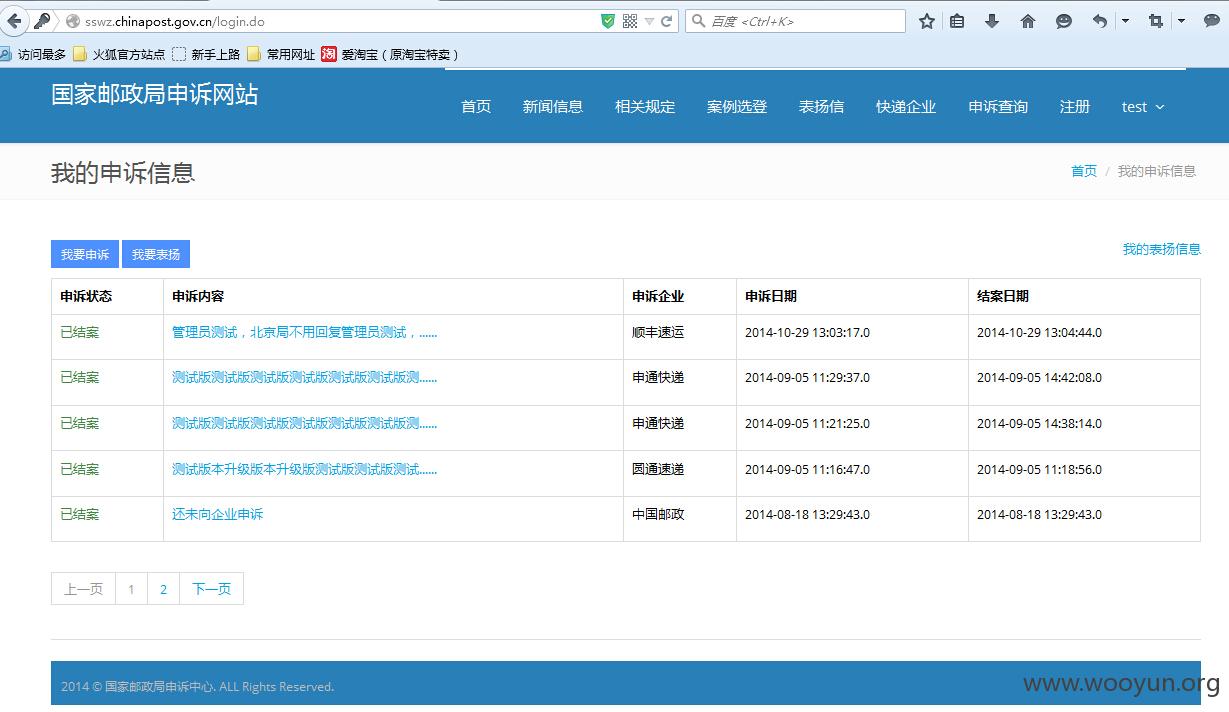 sswz.chinapost.gov.cn/login.do 百度 <Ctrl+K>
访问最多 火狐官方站点 新手上路 常用网址 淘 爱淘宝（原淘宝特卖）
国家邮政局申诉网站
首页 新闻信息 相关规定 案例选登 表扬信 快递企业 申诉查询 注册 test
我的申诉信息
首页 / 我的申诉信息
我要申诉 我要表扬 我的表扬信息
申诉状态 申诉内容 申诉企业 申诉日期 结案日期
已结案 管理员测试，北京局不用回复管理员测试，...... 顺丰速运 2014-10-29 13:03:17.0 2014-10-29 13:04:44.0
已结案 测试版测试版测试版测试版测试版测试版测...... 申通快递 2014-09-05 11:29:37.0 2014-09-05 14:42:08.0
已结案 测试版测试版测试版测试版测试版测试版测...... 申通快递 2014-09-05 11:21:25.0 2014-09-05 14:38:14.0
已结案 测试版本升级版本升级版测试版测试版测试...... 圆通速递 2014-09-05 11:16:47.0 2014-09-05 11:18:56.0
已结案 还未向企业申诉 中国邮政 2014-08-18 13:29:43.0 2014-08-18 13:29:43.0
上一页 1 2 下一页
2014 © 国家邮政局申诉中心. ALL Rights Reserved.
www.wooyun.org